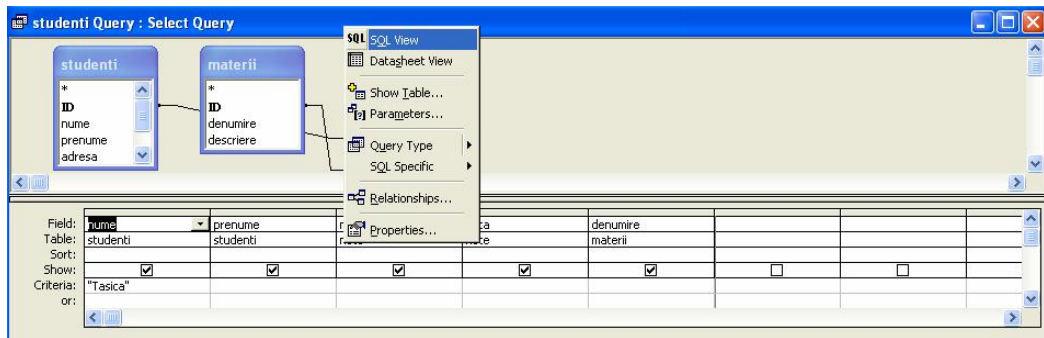 studenti Query : Select Query
studenti
*
ID
nume
prenume
adresa
materii
*
ID
denumire
descriere
SQL SQL View
Datasheet View
Show Table...
Parameters...
Query Type
SQL Specific
Relationships...
Properties...
Field: nume prenume denumire
Table: studenti studenti note materii
Sort:
Show:
Criteria: "Tasica"
or: